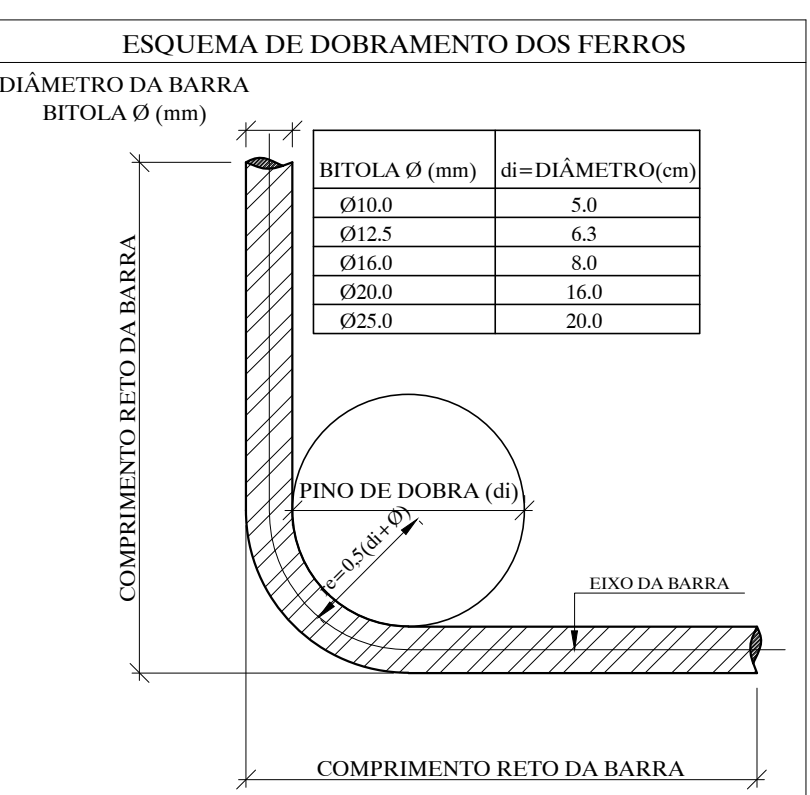 ESQUEMA DE DOBRAMENTO DOS FERROS
DIÂMETRO DA BARRA
BITOLA Ø (mm)
BITOLA Ø (mm) di=DIÂMETRO(cm)
Ø10.0 5.0
Ø12.5 6.3
Ø16.0 8.0
Ø20.0 16.0
Ø25.0 20.0
COMPRIMENTO RETO DA BARRA
PINO DE DOBRA (di)
re=0,5(di+Ø)
EIXO DA BARRA
COMPRIMENTO RETO DA BARRA